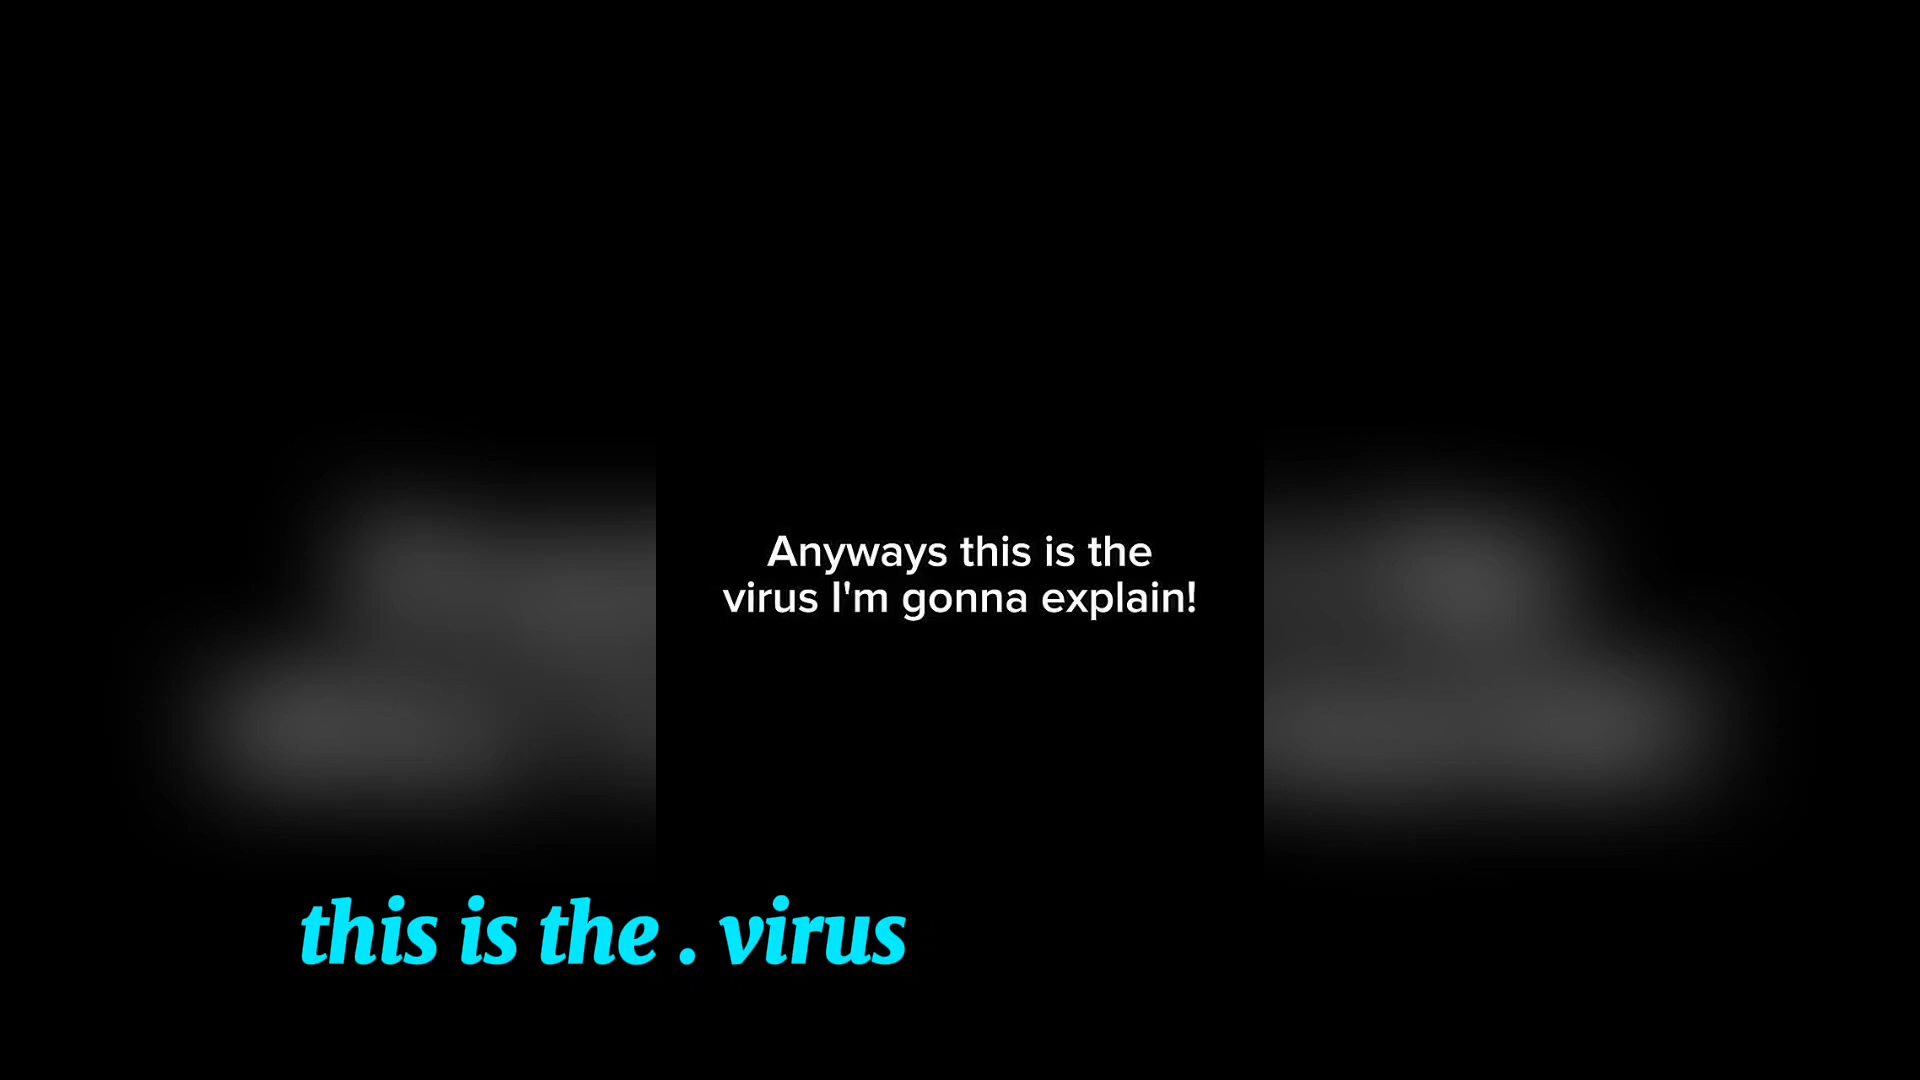 Anyways this is the
virus I'm gonna explain!
this is the . virus